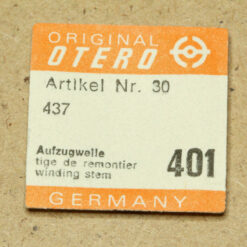 ORIGINAL
OTERO
Artikel Nr. 30
437
Aufzugwelle
tige de remontier
winding stem
401
GERMANY